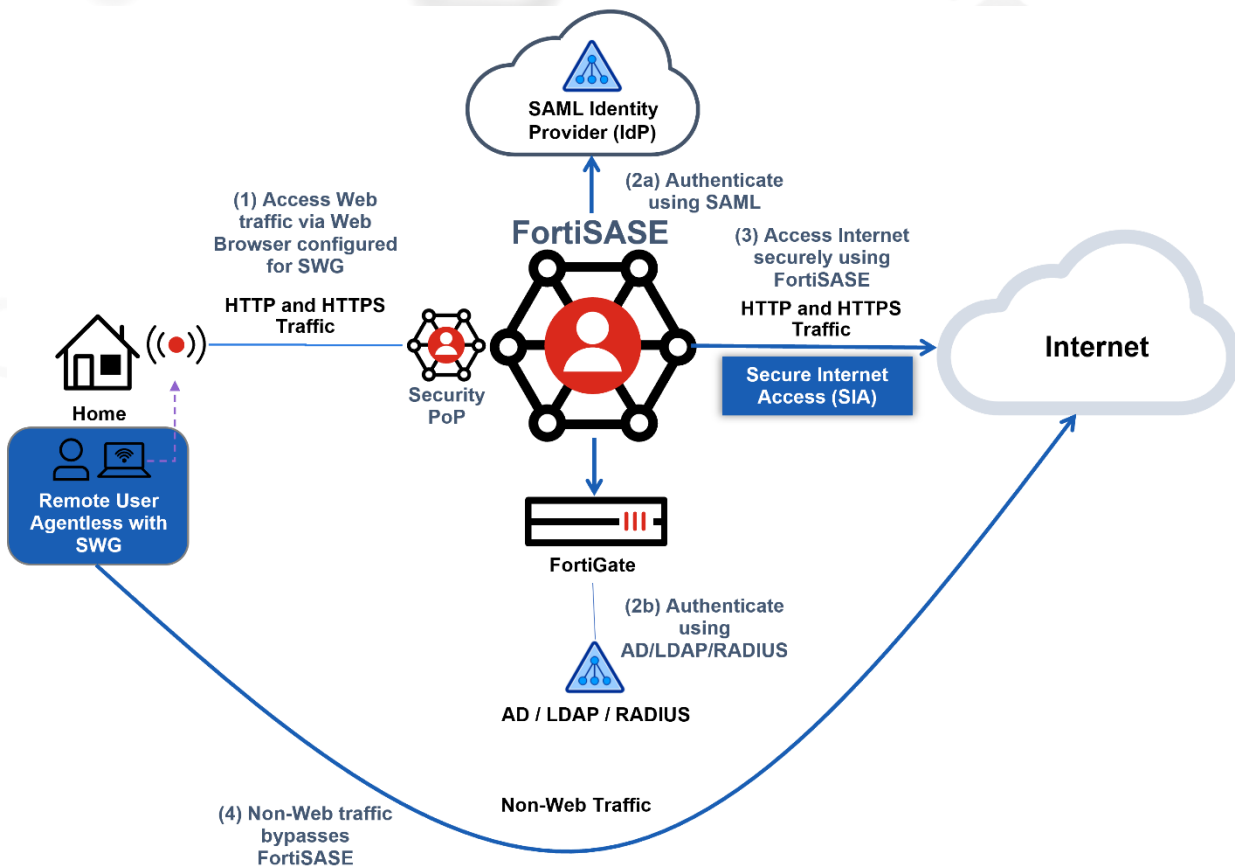 SAML Identity
Provider (IdP)
(2a) Authenticate
using SAML
(1) Access Web
traffic via Web
Browser configured
for SWG
HTTP and HTTPS
Traffic
FortiSASE
(3) Access Internet
securely using
FortiSASE
HTTP and HTTPS
Traffic
Secure Internet
Access (SIA)
Internet
Security
PoP
Home
Remote User
Agentless with
SWG
FortiGate
(2b) Authenticate
using
AD/LDAP/RADIUS
AD / LDAP / RADIUS
Non-Web Traffic
(4) Non-Web traffic
bypasses
FortiSASE